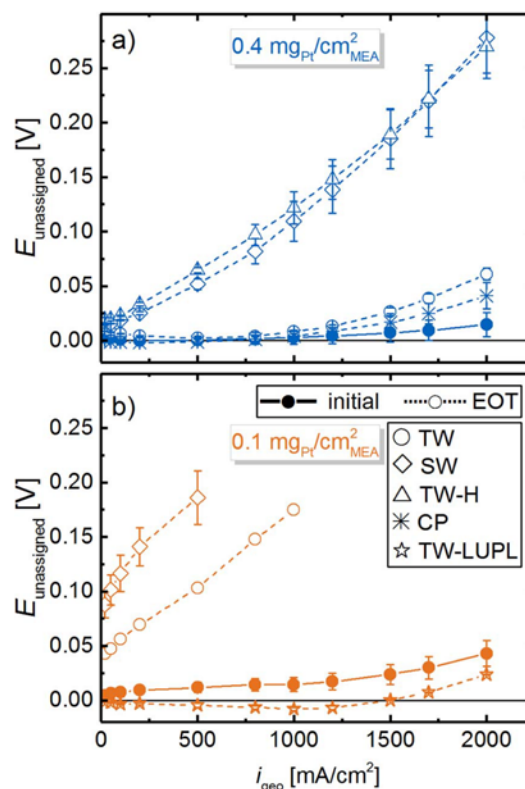 a)
0.4 mgPt/cm²MEA
0.25
0.20
0.15
0.10
0.05
0.00
Eunassigned [V]
b)
initial
EOT
0.1 mgPt/cm²MEA
TW
SW
TW-H
CP
TW-LUPL
0.25
0.20
0.15
0.10
0.05
0.00
Eunassigned [V]
0 500 1000 1500 2000
igeo [mA/cm²]